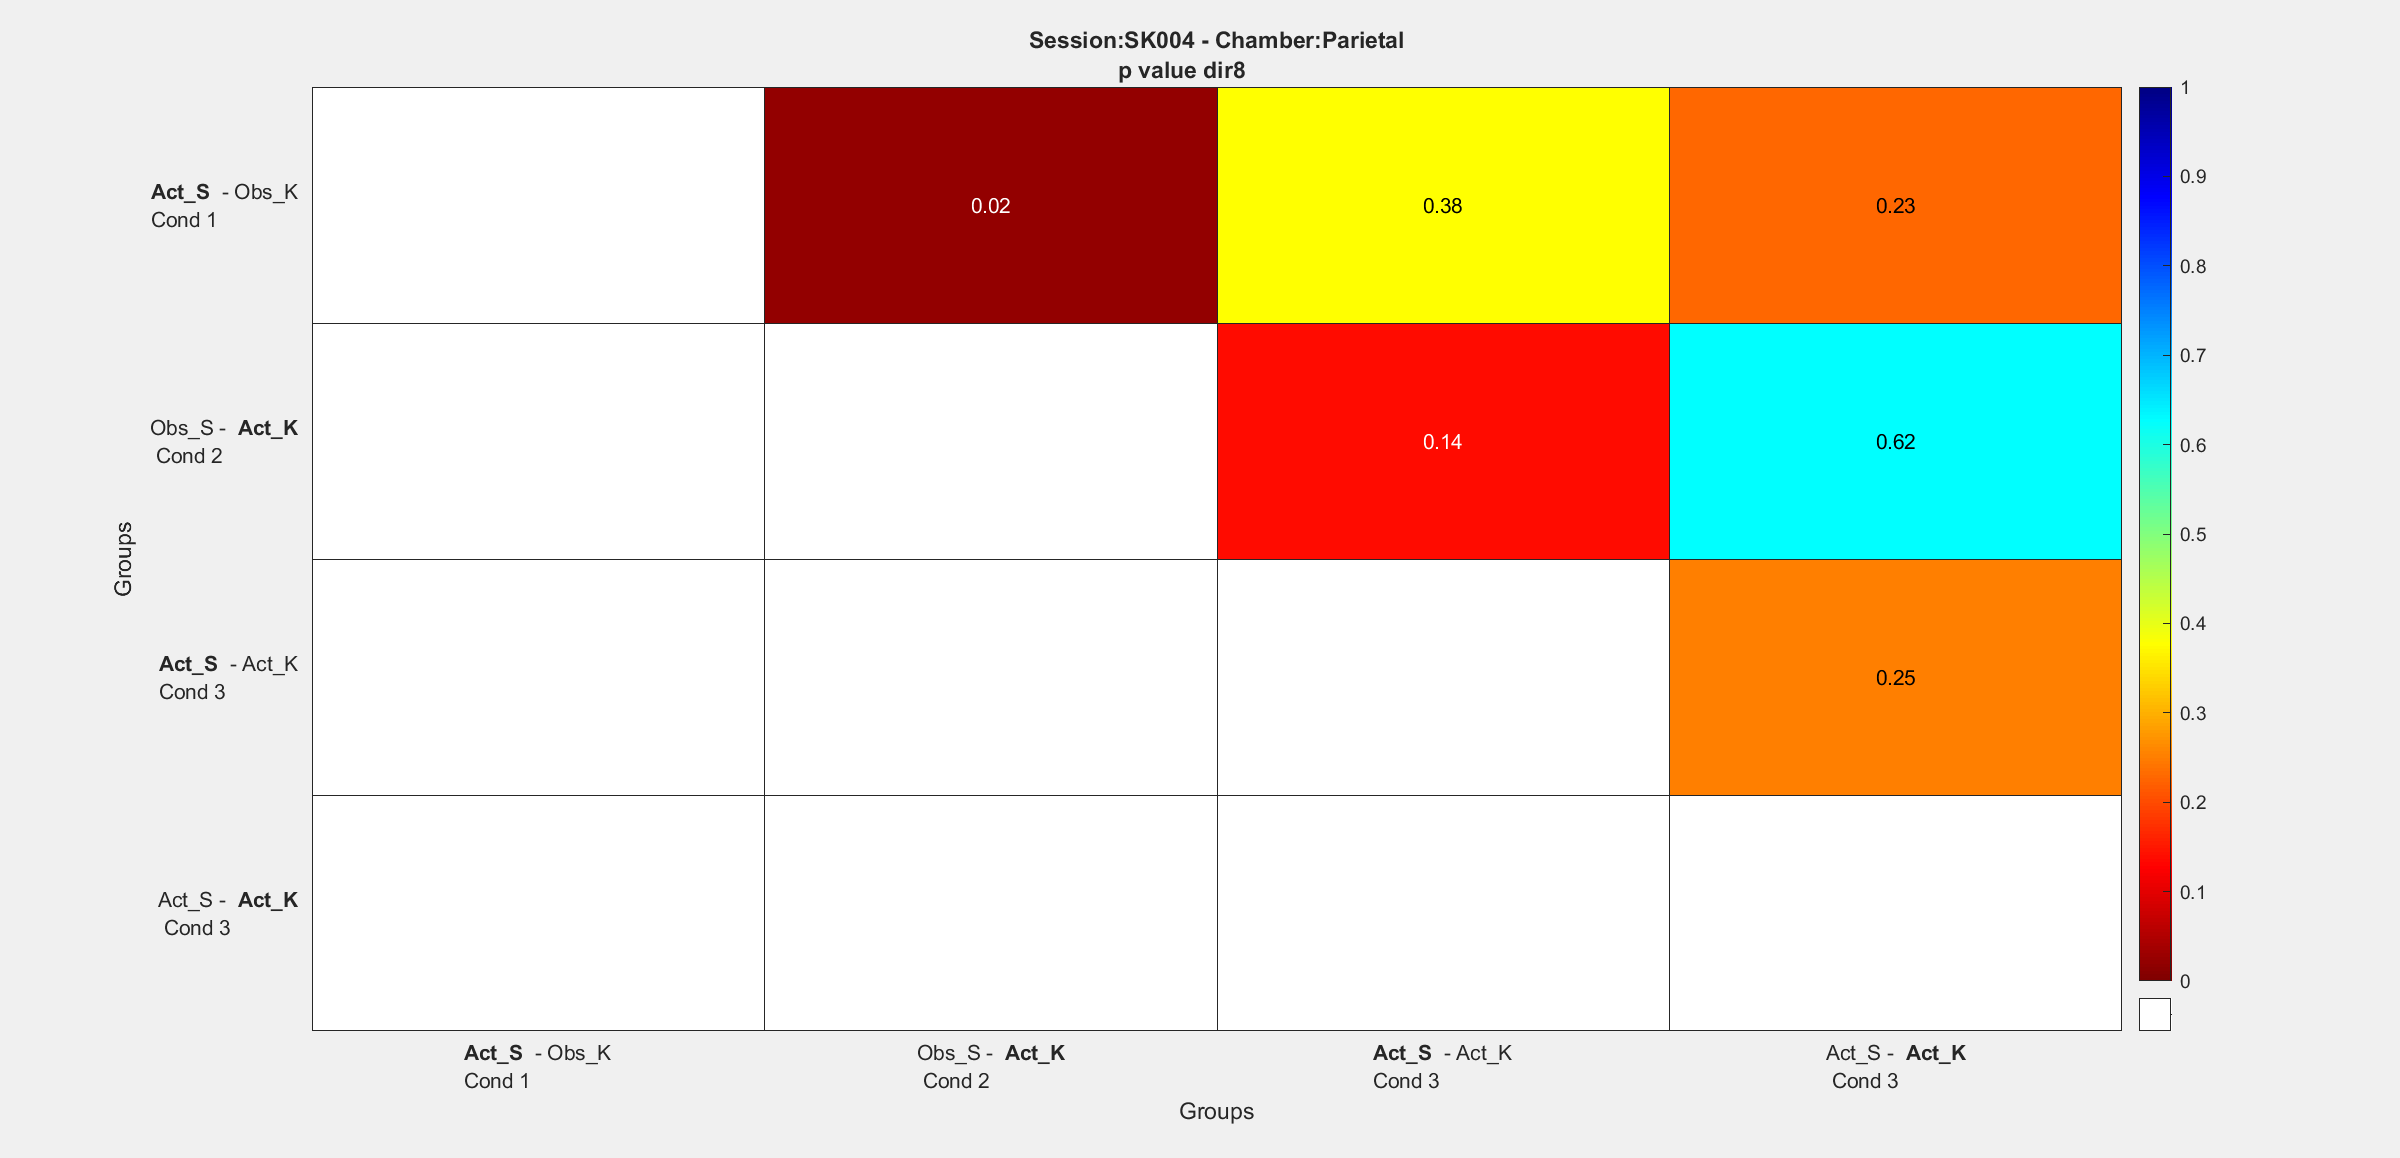 Session:SK004 - Chamber:Parietal
p value dir8
Act_S - Obs_K
Cond 1
0.02
0.38
0.23
Obs_S - Act_K
Cond 2
0.14
0.62
Act_S - Act_K
Cond 3
0.25
Act_S - Act_K
Cond 3
Groups
Act_S - Obs_K
Cond 1
Obs_S - Act_K
Cond 2
Act_S - Act_K
Cond 3
Act_S - Act_K
Cond 3
Groups
1
0.9
0.8
0.7
0.6
0.5
0.4
0.3
0.2
0.1
0